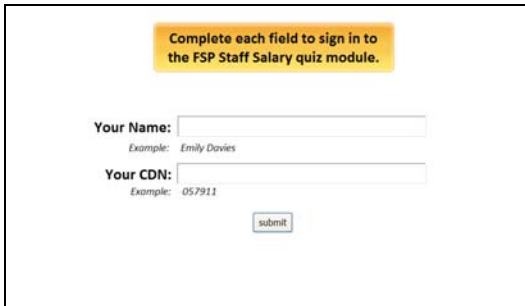 Complete each field to sign in to
the FSP Staff Salary quiz module.
Your Name:
Example: Emily Davies
Your CDN:
Example: 057911
submit